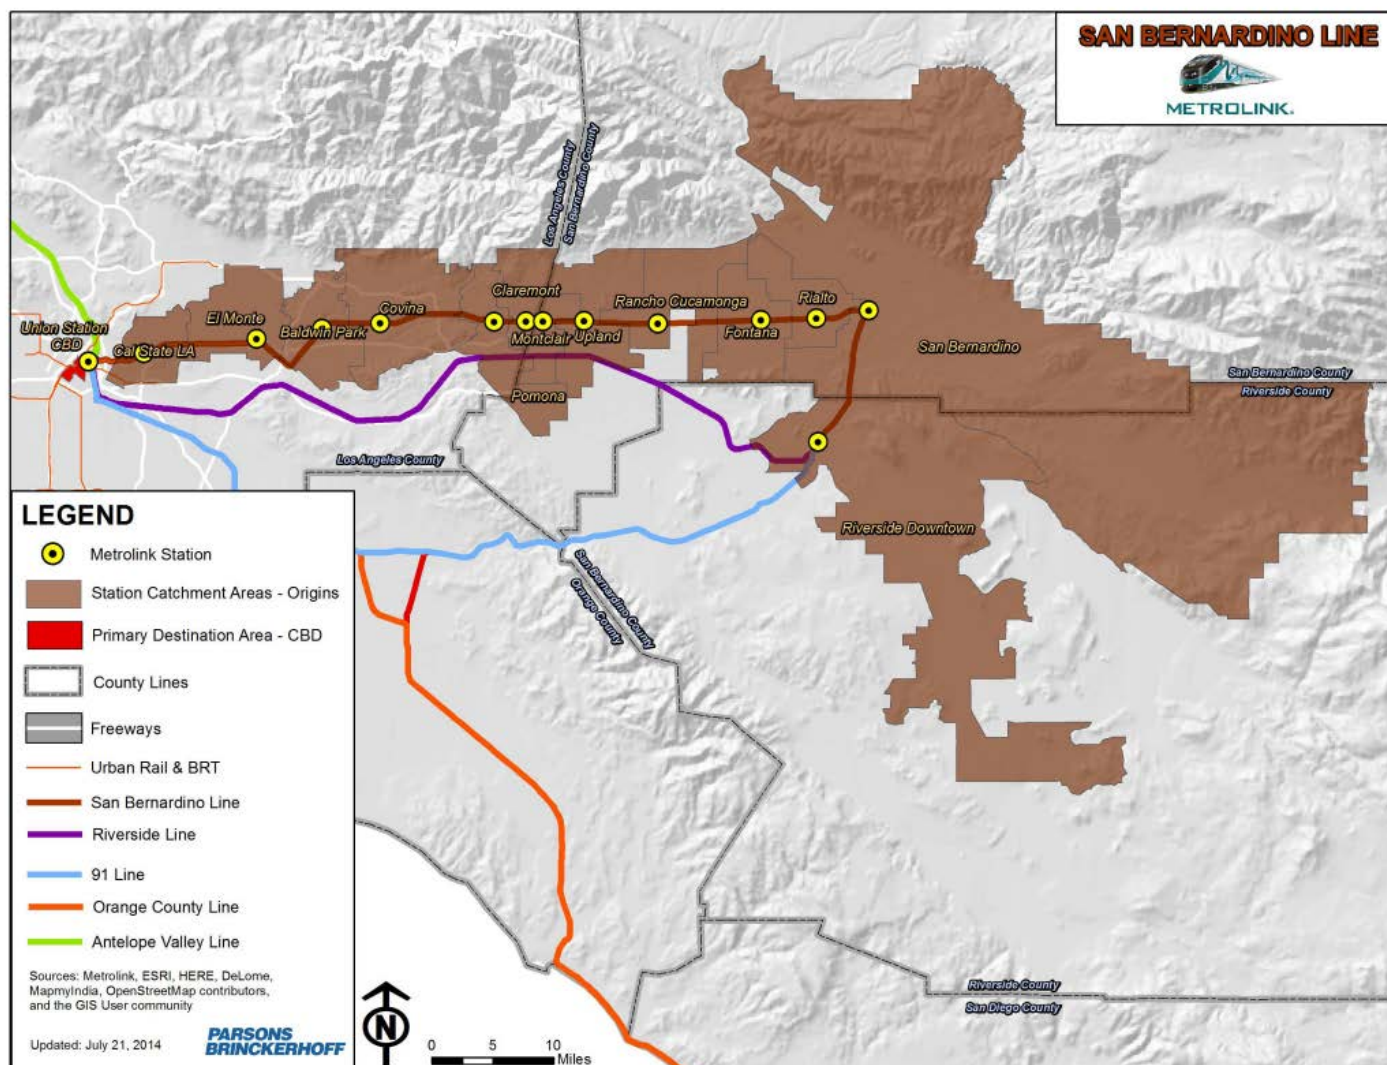 SAN BERNARDINO LINE
METROLINK®
Los Angeles County
San Bernardino County
Claremont
Covina
Rancho Cucamonga
Rialto
El Monte
Union Station
CBD
Baldwin Park
Montclair
Upland
Fontana
Cal State LA
San Bernardino
San Bernardino County
Riverside County
Pomona
Los Angeles County
Riverside Downtown
San Bernardino County
Orange County
LEGEND
Metrolink Station
Station Catchment Areas - Origins
Primary Destination Area - CBD
County Lines
Freeways
Urban Rail & BRT
San Bernardino Line
Riverside Line
91 Line
Orange County Line
Antelope Valley Line
Sources: Metrolink, ESRI, HERE, DeLome,
MapmyIndia, OpenStreetMap contributors,
and the GIS User community
Updated: July 21, 2014
PARSONS
BRINCKERHOFF
N
0 5 10
Miles
Riverside County
San Diego County